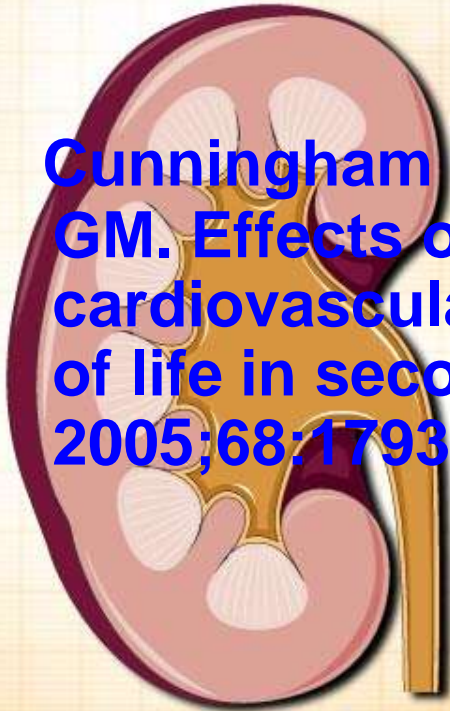 Cunningham
GM. Effects o
cardiovascula
of life in seco
2005;68:1793